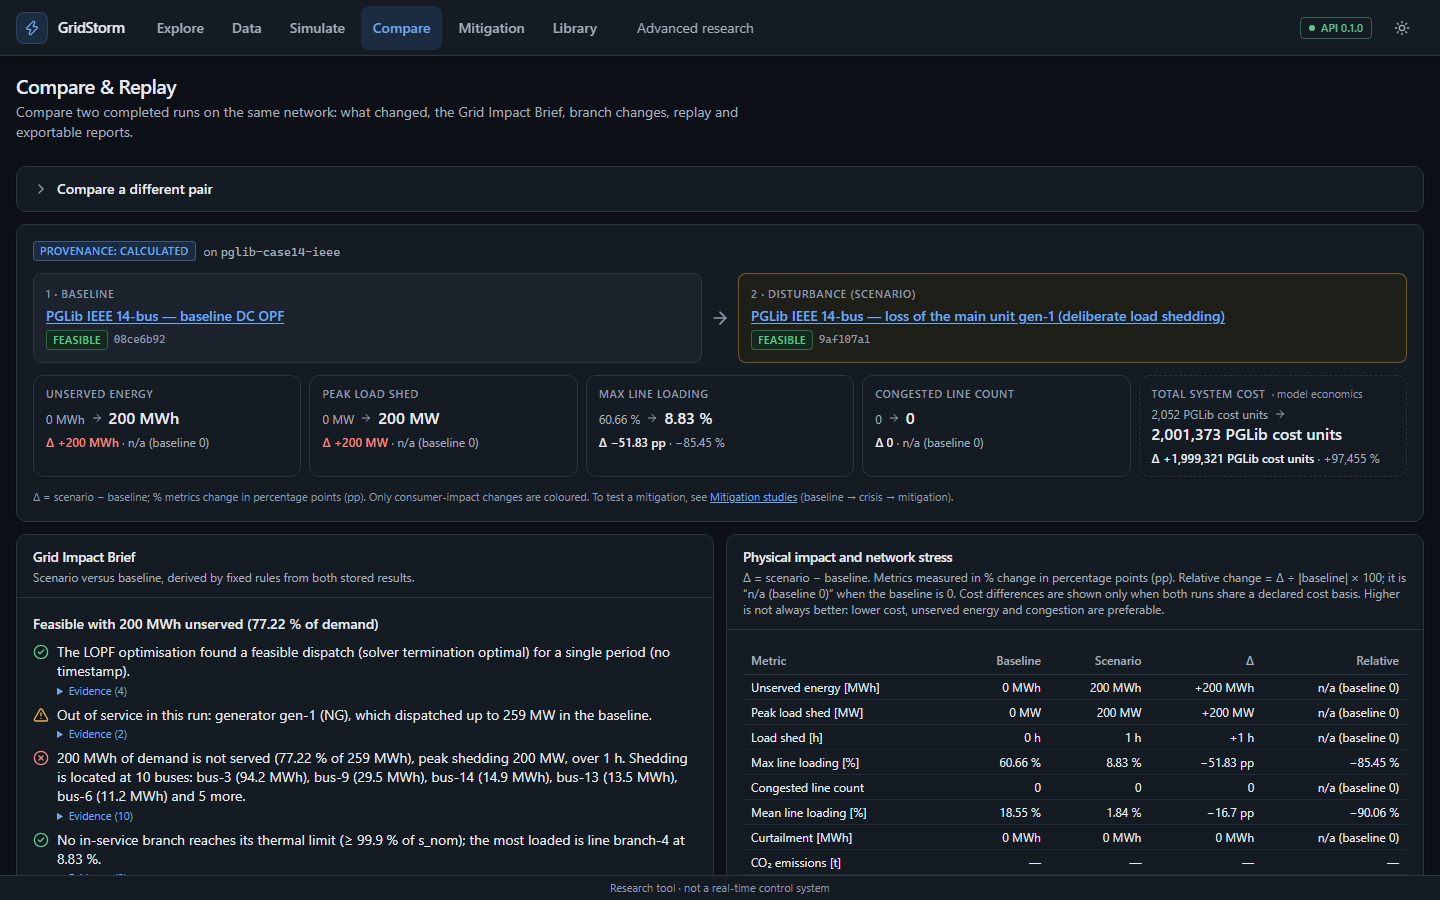 GridStorm Explore Data Simulate Compare Mitigation Library Advanced research API 0.1.0
Compare & Replay
Compare two completed runs on the same network: what changed, the Grid Impact Brief, branch changes, replay and
exportable reports.
Compare a different pair
PROVENANCE: CALCULATED on pglib-case14-ieee
1 · BASELINE
PGLib IEEE 14-bus — baseline DC OPF
FEASIBLE 08ce6b92
→
2 · DISTURBANCE (SCENARIO)
PGLib IEEE 14-bus — loss of the main unit gen-1 (deliberate load shedding)
FEASIBLE 9af107a1
UNSERVED ENERGY
0 MWh → 200 MWh
Δ +200 MWh · n/a (baseline 0)
PEAK LOAD SHED
0 MW → 200 MW
Δ +200 MW · n/a (baseline 0)
MAX LINE LOADING
60.66 % → 8.83 %
Δ −51.83 pp · −85.45 %
CONGESTED LINE COUNT
0 → 0
Δ 0 · n/a (baseline 0)
TOTAL SYSTEM COST · model economics
2,052 PGLib cost units →
2,001,373 PGLib cost units
Δ +1,999,321 PGLib cost units · +97,455 %
Δ = scenario − baseline; % metrics change in percentage points (pp). Only consumer-impact changes are coloured. To test a mitigation, see Mitigation studies (baseline → crisis → mitigation).
Grid Impact Brief
Scenario versus baseline, derived by fixed rules from both stored results.
Feasible with 200 MWh unserved (77.22 % of demand)
The LOPF optimisation found a feasible dispatch (solver termination optimal) for a single period (no
timestamp).
Evidence (4)
Out of service in this run: generator gen-1 (NG), which dispatched up to 259 MW in the baseline.
Evidence (2)
200 MWh of demand is not served (77.22 % of 259 MWh), peak shedding 200 MW, over 1 h. Shedding
is located at 10 buses: bus-3 (94.2 MWh), bus-9 (29.5 MWh), bus-14 (14.9 MWh), bus-13 (13.5 MWh),
bus-6 (11.2 MWh) and 5 more.
Evidence (10)
No in-service branch reaches its thermal limit (≥ 99.9 % of s_nom); the most loaded is line branch-4 at
8.83 %.
Physical impact and network stress
Δ = scenario − baseline. Metrics measured in % change in percentage points (pp). Relative change = Δ ÷ |baseline| × 100; it is
"n/a (baseline 0)" when the baseline is 0. Cost differences are shown only when both runs share a declared cost basis. Higher
is not always better: lower cost, unserved energy and congestion are preferable.
Metric Baseline Scenario Δ Relative
Unserved energy [MWh] 0 MWh 200 MWh +200 MWh n/a (baseline 0)
Peak load shed [MW] 0 MW 200 MW +200 MW n/a (baseline 0)
Load shed [h] 0 h 1 h +1 h n/a (baseline 0)
Max line loading [%] 60.66 % 8.83 % −51.83 pp −85.45 %
Congested line count 0 0 0 n/a (baseline 0)
Mean line loading [%] 18.55 % 1.84 % −16.7 pp −90.06 %
Curtailment [MWh] 0 MWh 0 MWh 0 MWh n/a (baseline 0)
CO₂ emissions [t] — — — —
Research tool · not a real-time control system